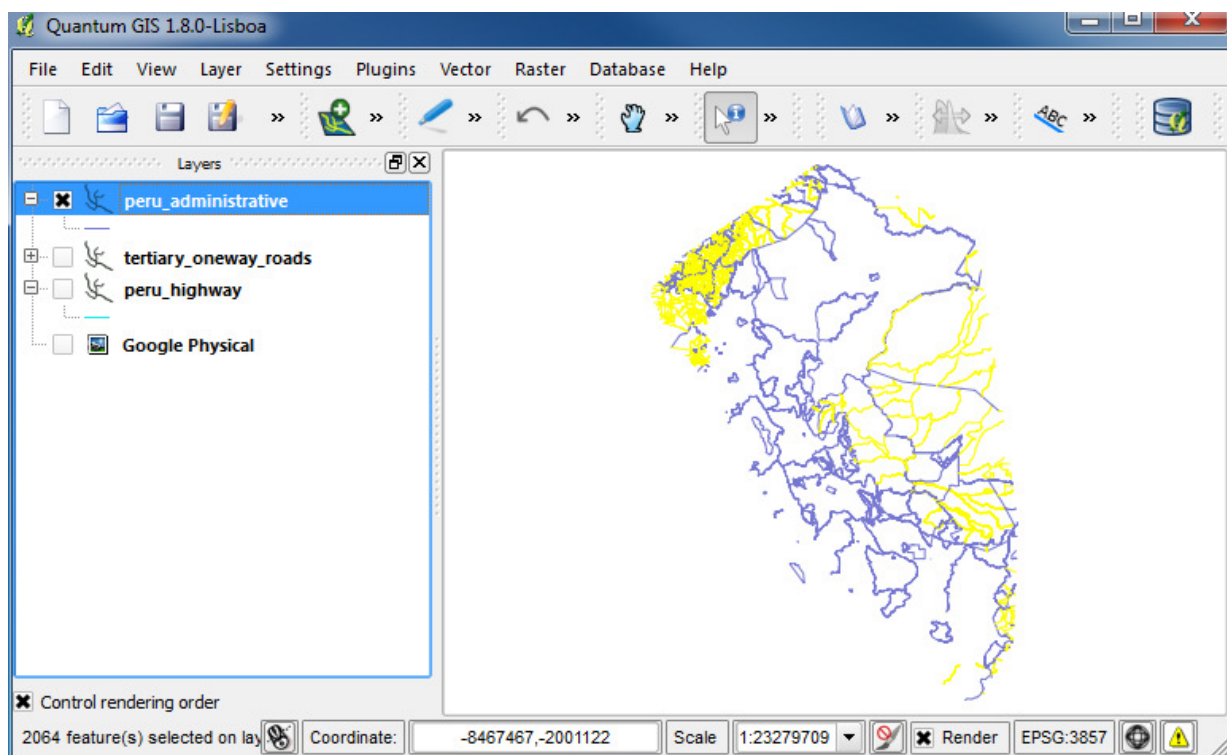 Quantum GIS 1.8.0-Lisboa
File Edit View Layer Settings Plugins Vector Raster Database Help
» » » » » » » ABC »
Layers
peru_administrative
tertiary_oneway_roads
peru_highway
Google Physical
Control rendering order
2064 feature(s) selected on lay Coordinate: -8467467,-2001122 Scale 1:23279709 Render EPSG:3857